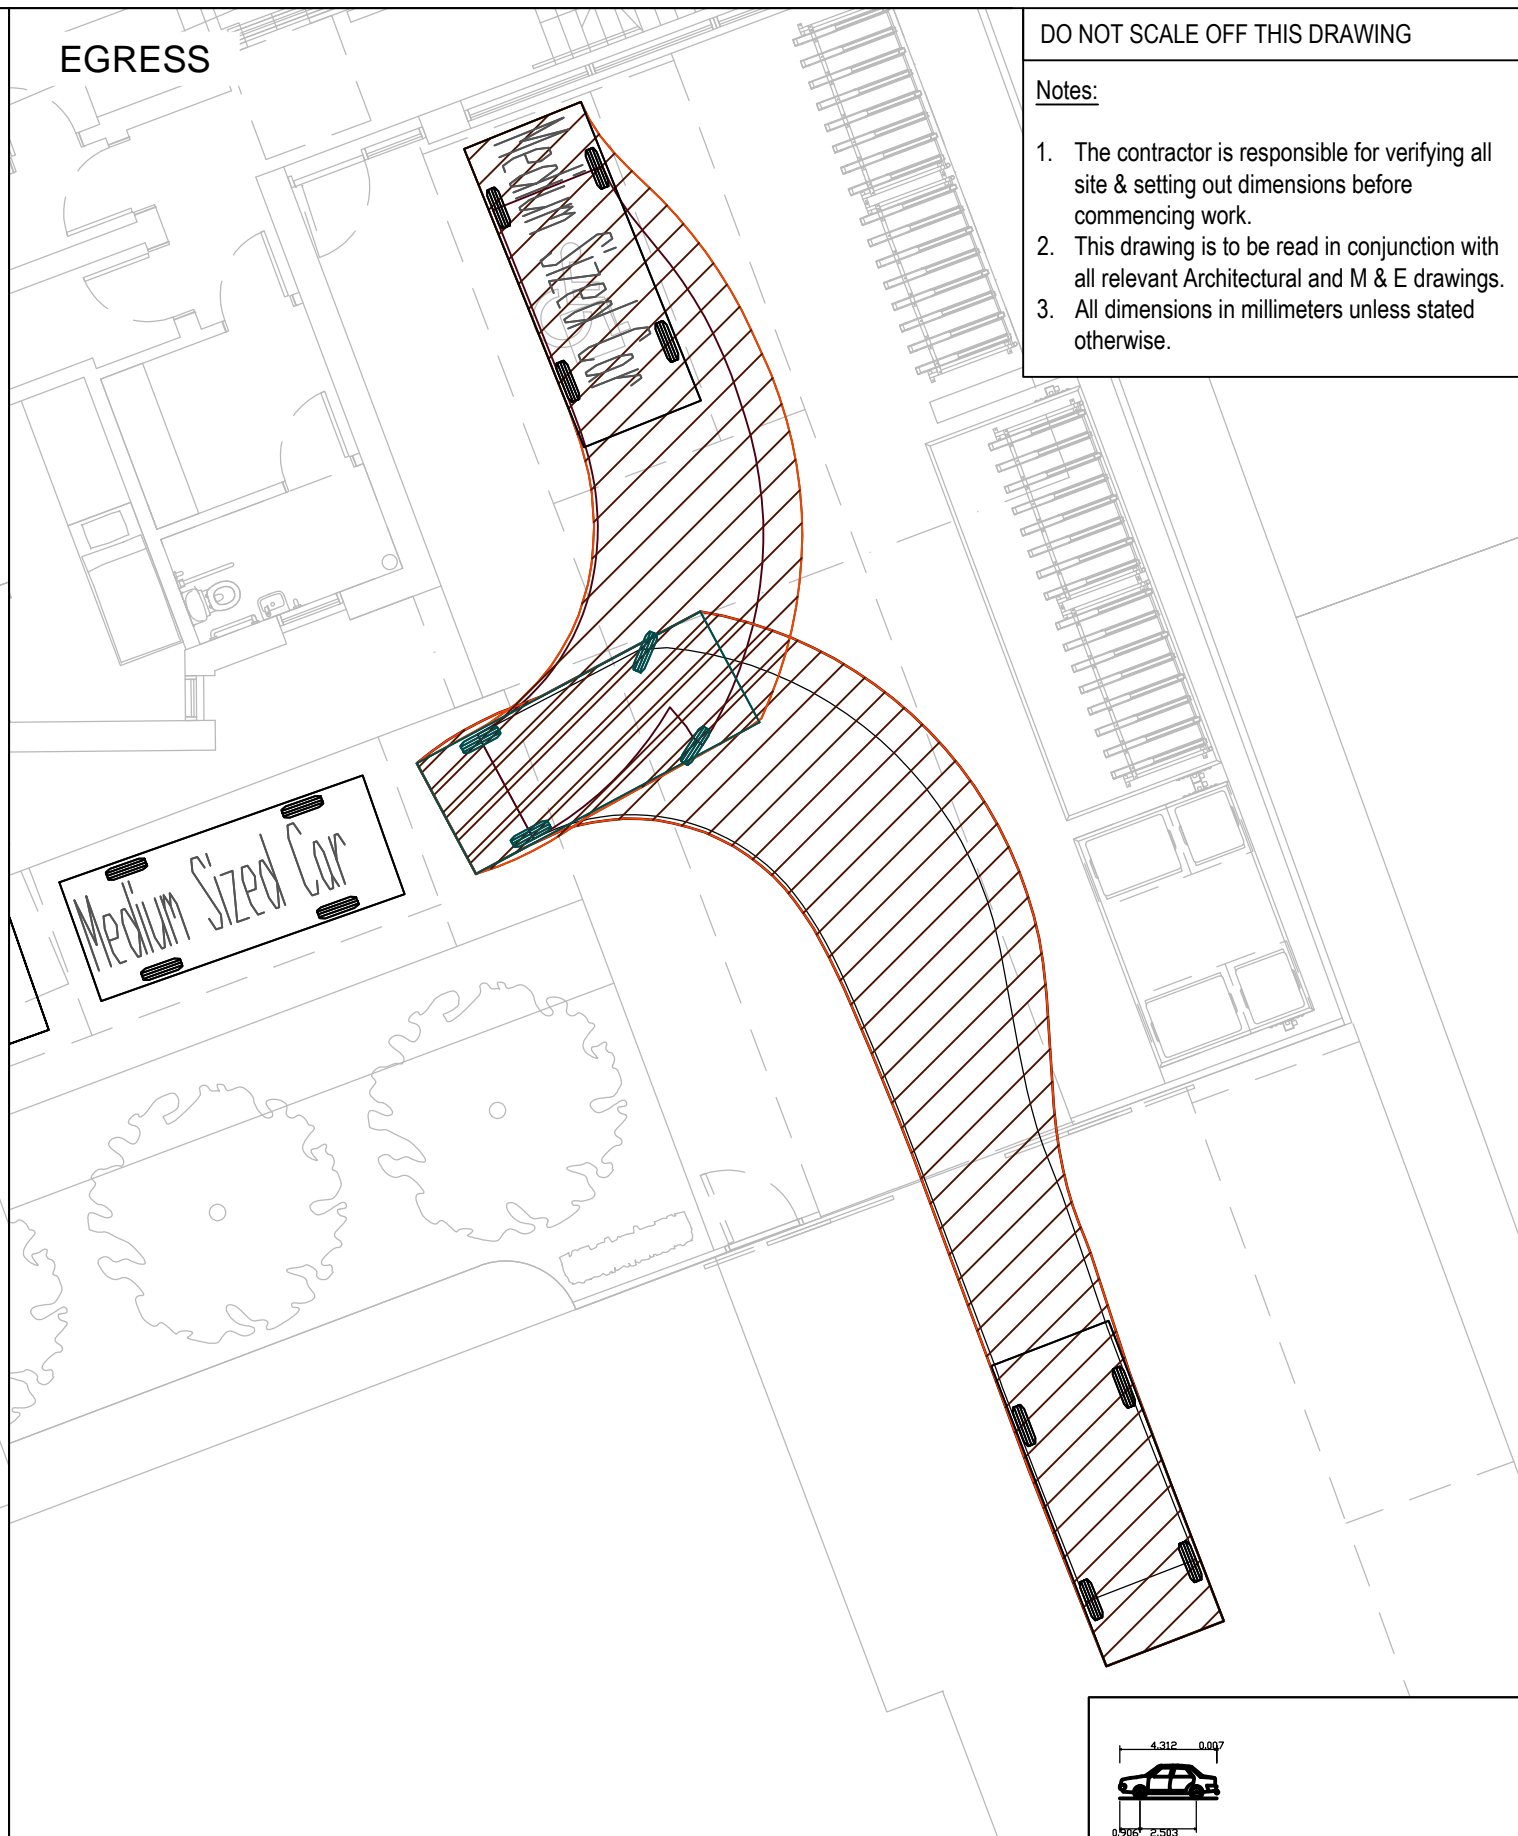 EGRESS
DO NOT SCALE OFF THIS DRAWING
Notes:
1. The contractor is responsible for verifying all
site & setting out dimensions before
commencing work.
2. This drawing is to be read in conjunction with
all relevant Architectural and M & E drawings.
3. All dimensions in millimeters unless stated
otherwise.
Medium Sized Car
Medium Sized Car
4.312 0.007
0.906 2.503